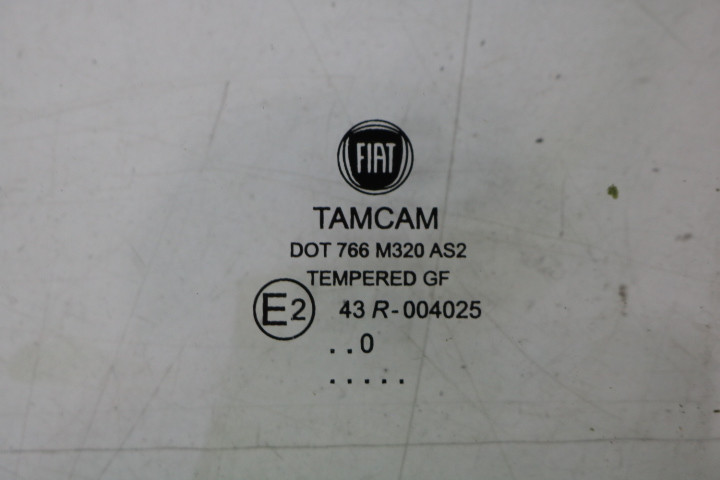 FIAT
TAMCAM
DOT 766 M320 AS2
TEMPERED GF
E2 43 R-004025
. . 0
. . . . .